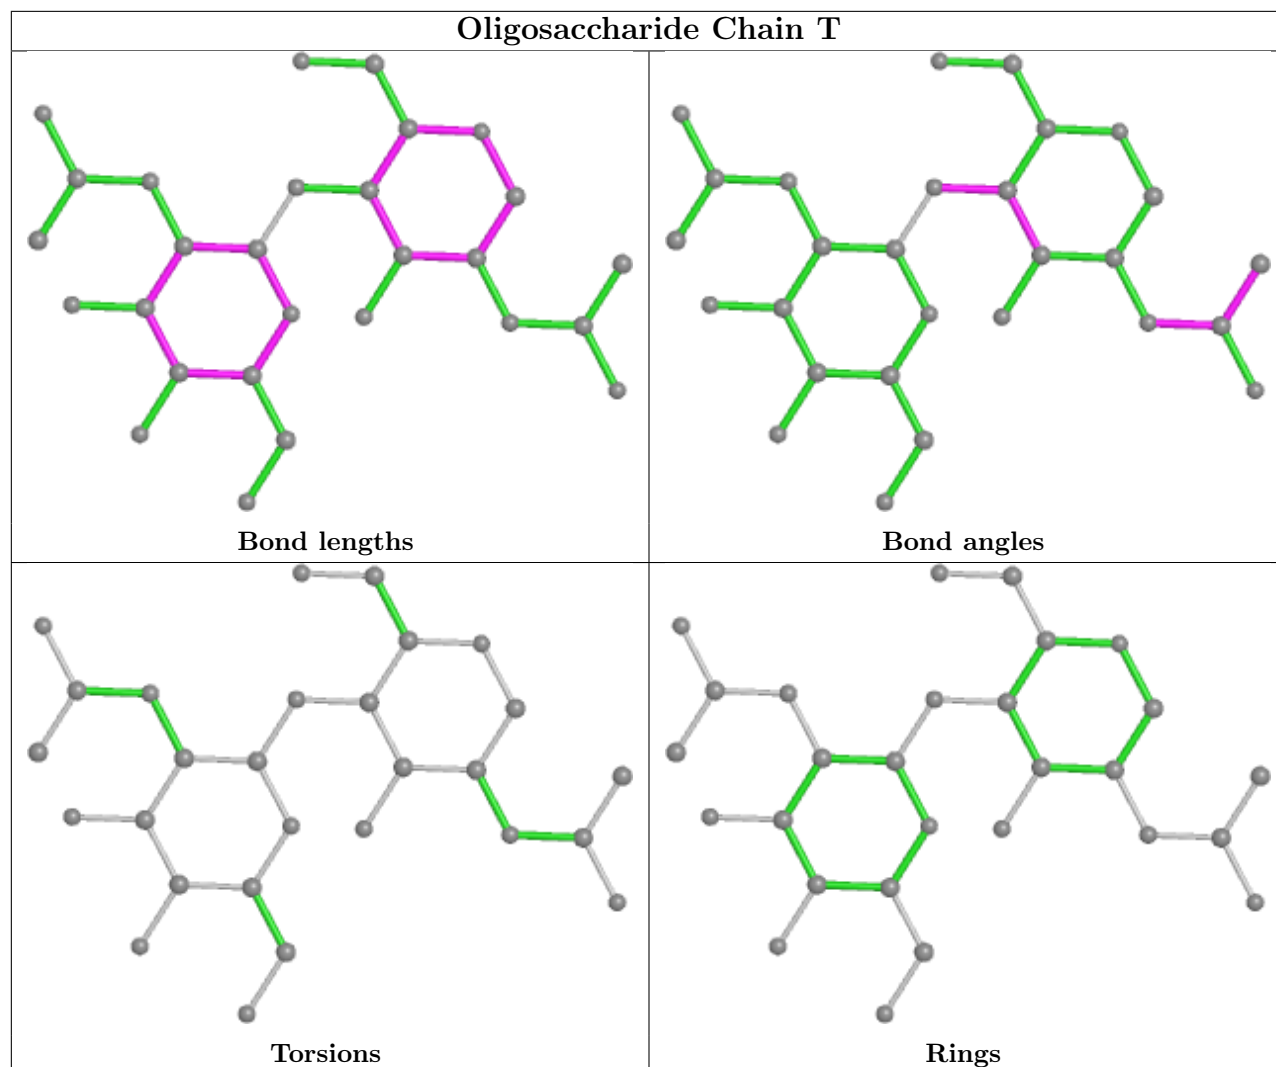 Oligosaccharide Chain T
Bond lengths
Bond angles
Torsions
Rings